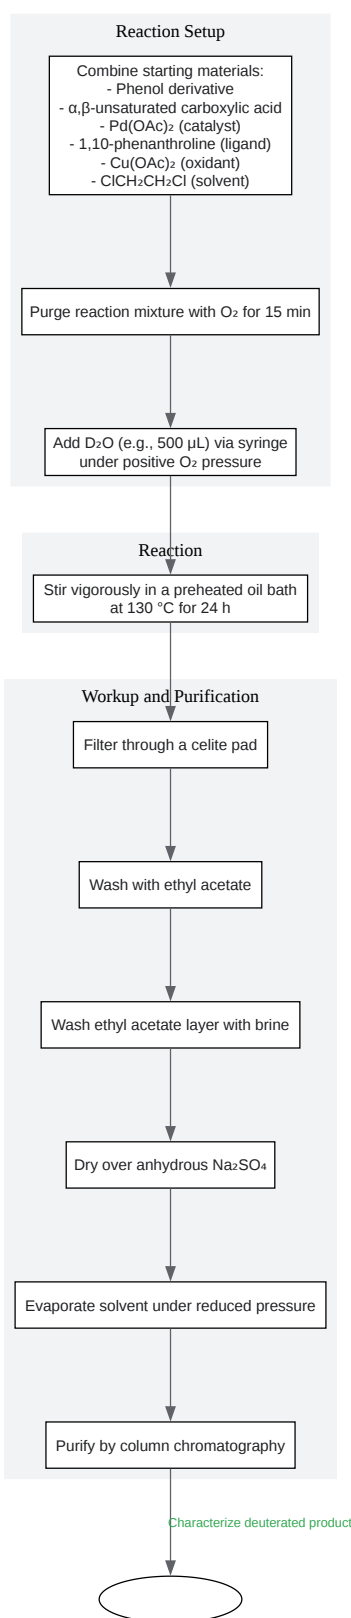 Reaction Setup
Combine starting materials:
- Phenol derivative
- α,β-unsaturated carboxylic acid
- Pd(OAc)₂ (catalyst)
- 1,10-phenanthroline (ligand)
- Cu(OAc)₂ (oxidant)
- ClCH₂CH₂Cl (solvent)
Purge reaction mixture with O₂ for 15 min
Add D₂O (e.g., 500 µL) via syringe
under positive O₂ pressure
Reaction
Stir vigorously in a preheated oil bath
at 130 °C for 24 h
Workup and Purification
Filter through a celite pad
Wash with ethyl acetate
Wash ethyl acetate layer with brine
Dry over anhydrous Na₂SO₄
Evaporate solvent under reduced pressure
Purify by column chromatography
Characterize deuterated product